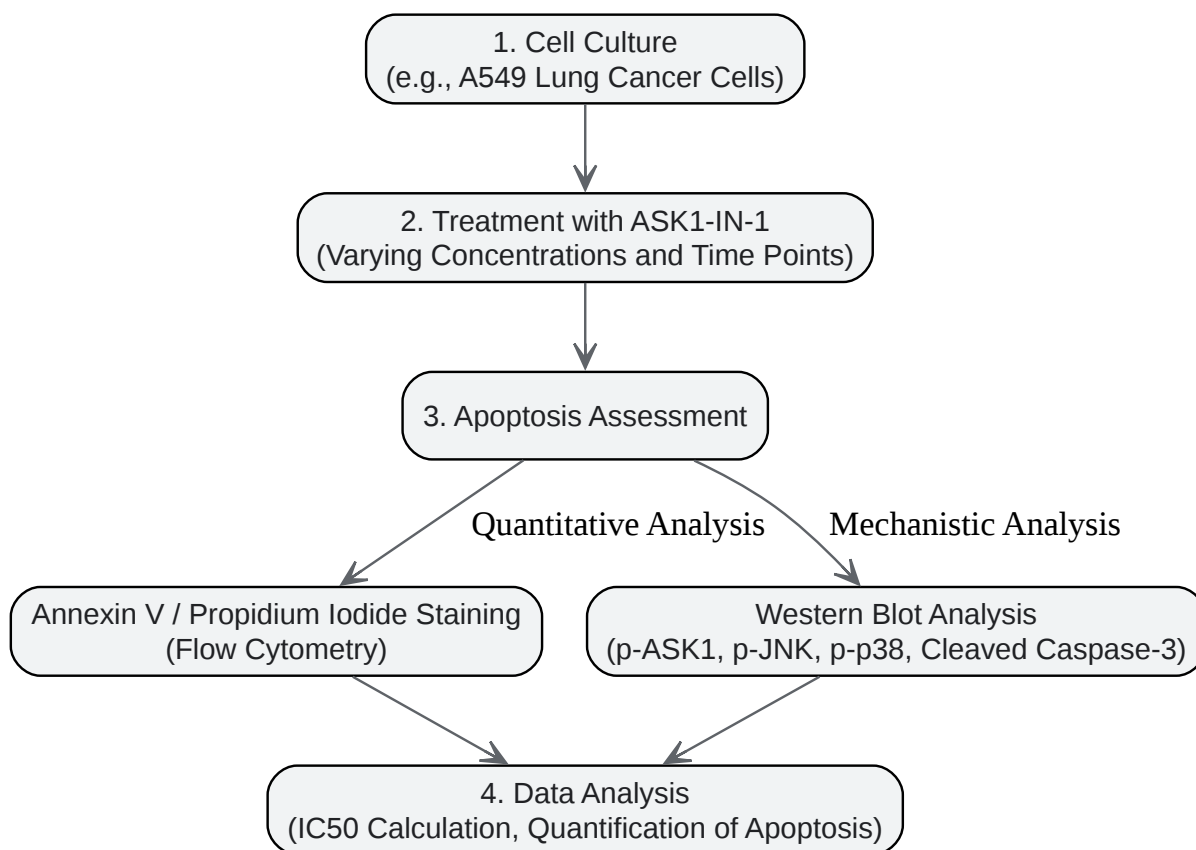 1. Cell Culture
(e.g., A549 Lung Cancer Cells)
2. Treatment with ASK1-IN-1
(Varying Concentrations and Time Points)
3. Apoptosis Assessment
Quantitative Analysis
Mechanistic Analysis
Annexin V / Propidium Iodide Staining
(Flow Cytometry)
Western Blot Analysis
(p-ASK1, p-JNK, p-p38, Cleaved Caspase-3)
4. Data Analysis
(IC50 Calculation, Quantification of Apoptosis)